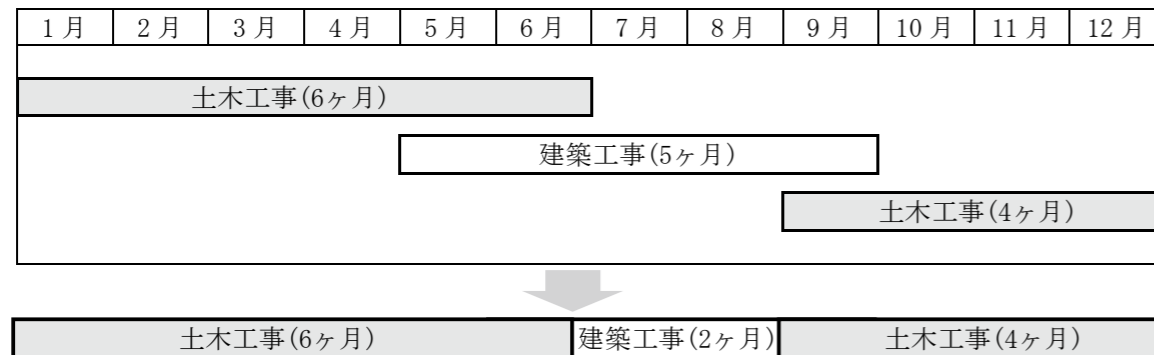 1月 2月 3月 4月 5月 6月 7月 8月 9月 10月 11月 12月
土木工事(6ヶ月)
建築工事(5ヶ月)
土木工事(4ヶ月)
土木工事(6ヶ月) 建築工事(2ヶ月) 土木工事(4ヶ月)